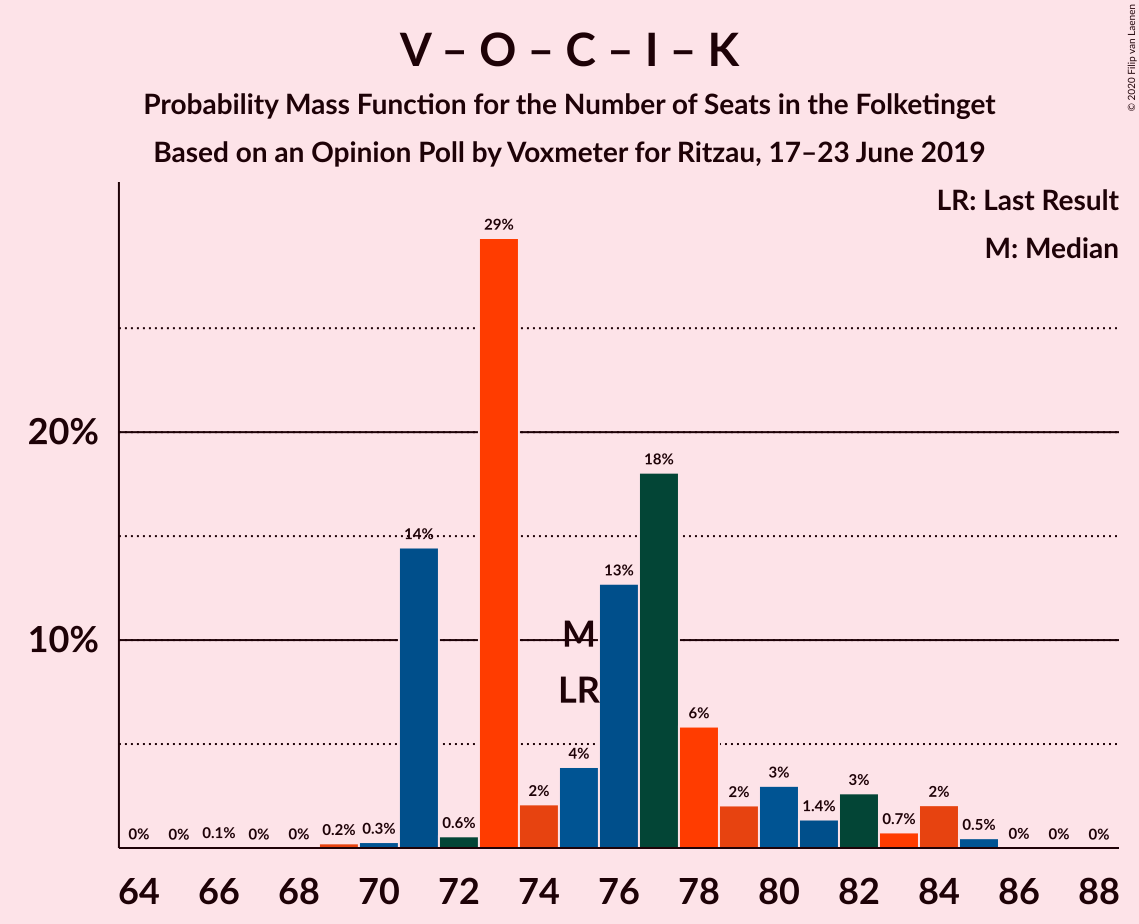 V – O – C – I – K
Probability Mass Function for the Number of Seats in the Folketinget
Based on an Opinion Poll by Voxmeter for Ritzau, 17–23 June 2019
© 2020 Filip van Laenen
LR: Last Result
M: Median
29%
20%
18%
14%
13%
10%
M
LR
6%
4%
3%
2%
2%
3%
2%
1.4%
0.7%
0.6%
0.5%
0% 0% 0.1% 0% 0% 0.2% 0.3%
0% 0% 0%
64 66 68 70 72 74 76 78 80 82 84 86 88